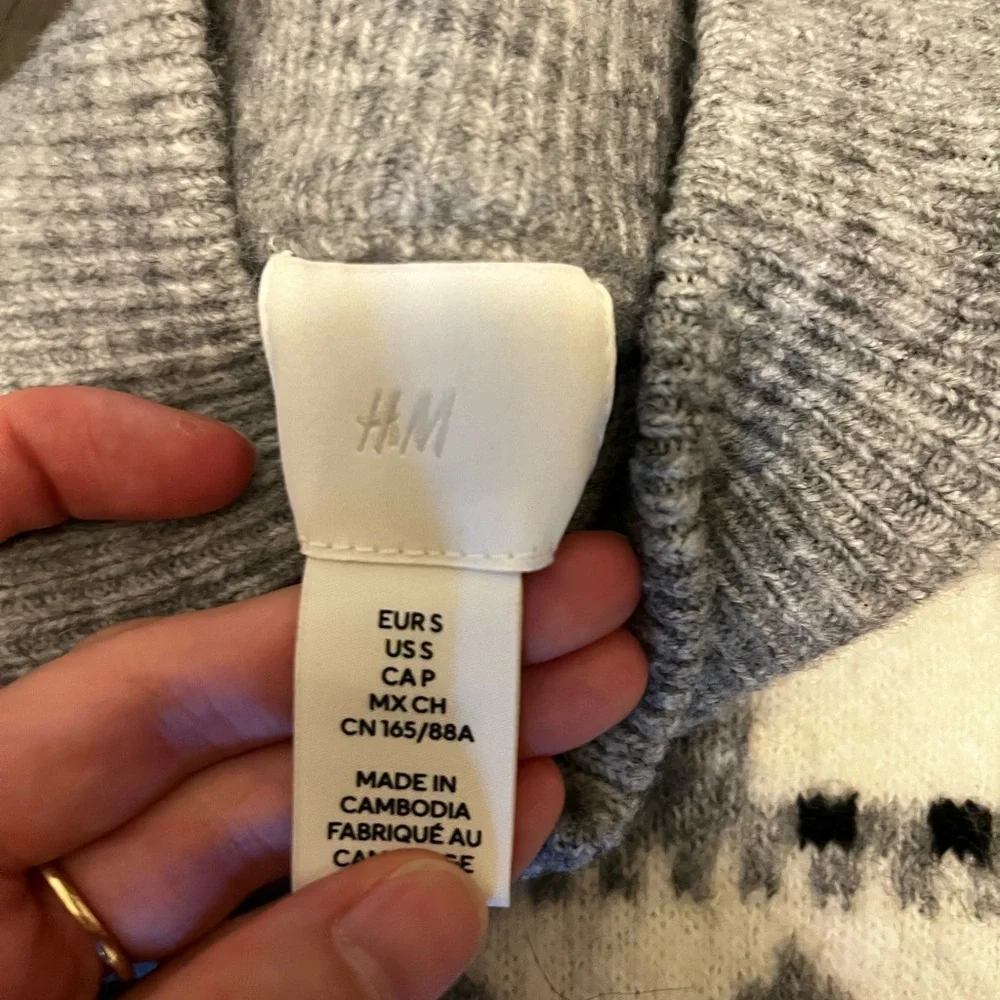 H&M
EUR S
US S
CA P
MX CH
CN 165/88A
MADE IN
CAMBODIA
FABRIQUÉ AU